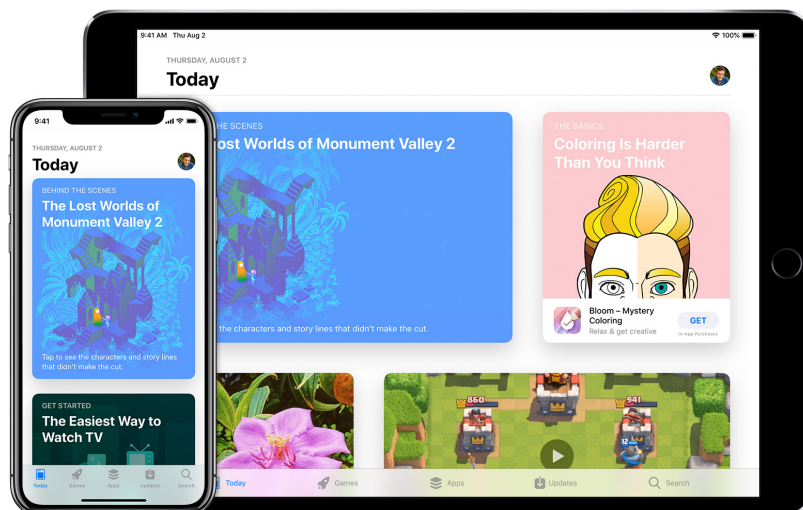 9:41 AM Thu Aug 2
100%
THURSDAY, AUGUST 2
Today
HE SCENES
ost Worlds of Monument Valley 2
the characters and story lines that didn't make the cut.
THE BASICS
Coloring Is Harder
Than You Think
Bloom – Mystery
Coloring
Relax & get creative
GET
In-App Purchases
860
941
12
Today
Games
Apps
Updates
Search
9:41
THURSDAY, AUGUST 2
Today
BEHIND THE SCENES
The Lost Worlds of
Monument Valley 2
Tap to see the characters and story lines
that didn't make the cut.
GET STARTED
The Easiest Way to
Watch TV
Today
Games
Apps
Updates
Search